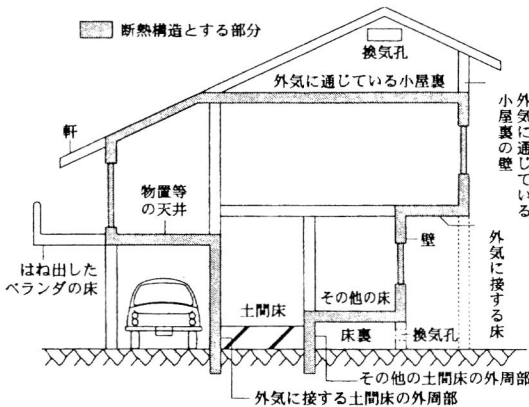 断熱構造とする部分
換気孔
外気に通じている小屋裏
外気に通じている
小屋裏の壁
軒
物置等
の天井
壁
外気に接する床
はね出した
ベランダの床
土間床
その他の床
床裏
換気孔
その他の土間床の外周部
外気に接する土間床の外周部